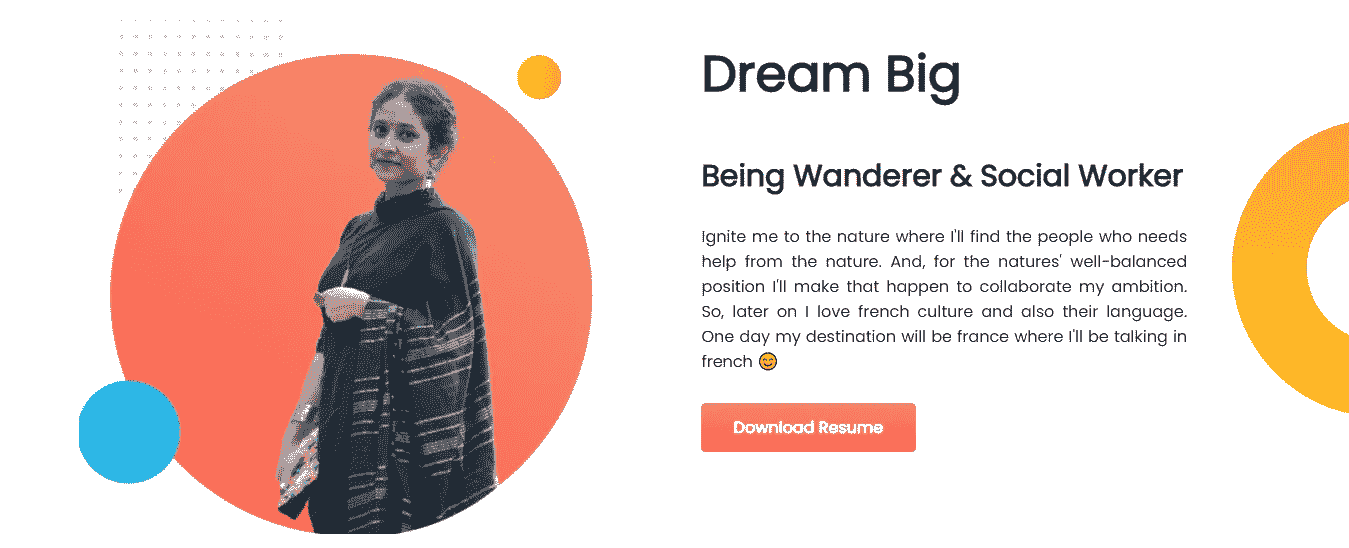 Dream Big
Being Wanderer & Social Worker
Ignite me to the nature where I'll find the people who needs
help from the nature. And, for the natures' well-balanced
position I'll make that happen to collaborate my ambition.
So, later on I love french culture and also their language.
One day my destination will be france where I'll be talking in
french 😊
Download Resume